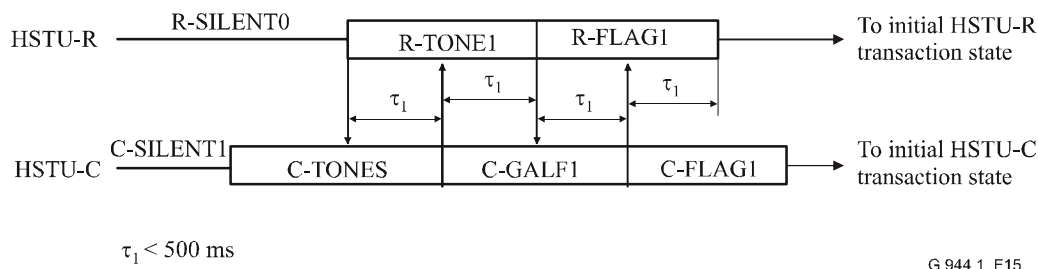 R-SILENT0
HSTU-R
R-TONE1
R-FLAG1
To initial HSTU-R
transaction state
τ1
τ1
τ1
τ1
C-SILENT1
HSTU-C
C-TONES
C-GALF1
C-FLAG1
To initial HSTU-C
transaction state
τ1 < 500 ms
G.944.1_F15